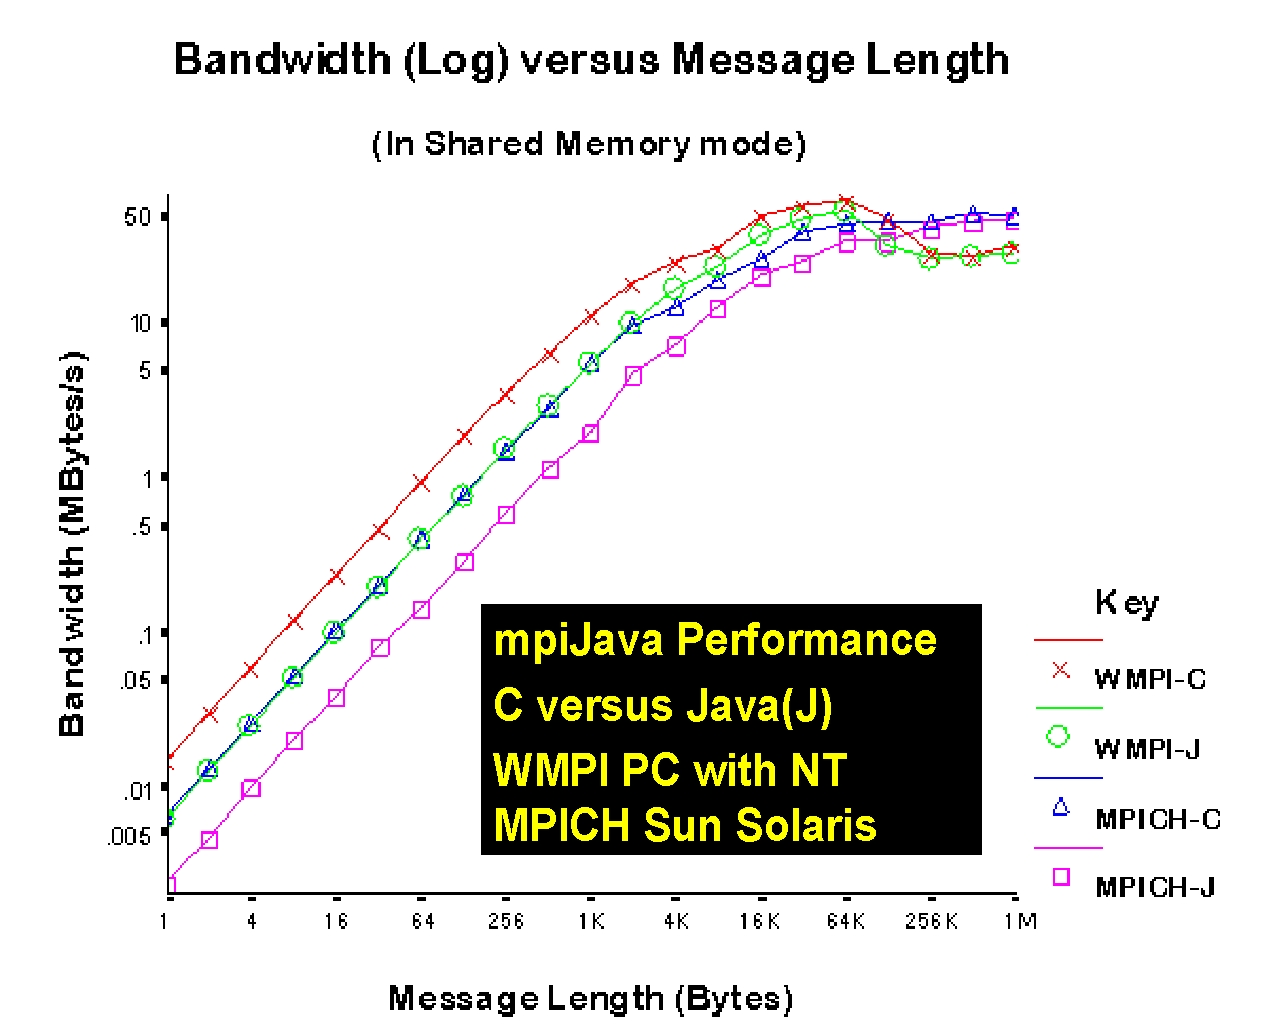 Bandwidth (Log) versus Message Length
(In Shared Memory mode)
Bandwidth (MBytes/s)
50
10
5
1
.5
.1
.05
.01
.005
1 4 16 64 256 1K 4K 16K 64K 256K 1M
Message Length (Bytes)
mpiJava Performance
C versus Java(J)
WMPI PC with NT
MPICH Sun Solaris
Key
WMPI-C
WMPI-J
MPICH-C
MPICH-J